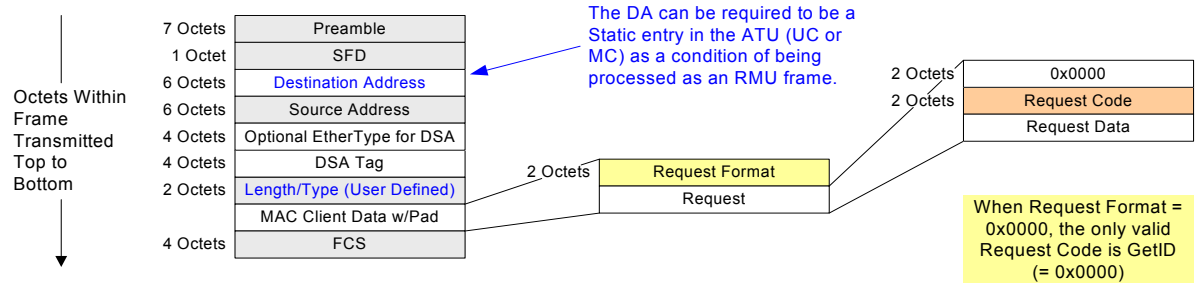 Octets Within
Frame
Transmitted
Top to
Bottom
7 Octets Preamble
1 Octet SFD
6 Octets Destination Address
6 Octets Source Address
4 Octets Optional EtherType for DSA
4 Octets DSA Tag
2 Octets Length/Type (User Defined)
MAC Client Data w/Pad
4 Octets FCS
The DA can be required to be a
Static entry in the ATU (UC or
MC) as a condition of being
processed as an RMU frame.
2 Octets Request Format
Request
2 Octets 0x0000
2 Octets Request Code
Request Data
When Request Format =
0x0000, the only valid
Request Code is GetID
(= 0x0000)